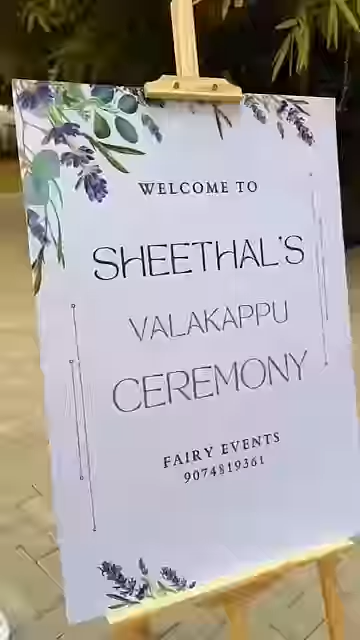 WELCOME TO
SHEETHAL'S
VALAKAPPU
CEREMONY
FAIRY EVENTS
9074819361